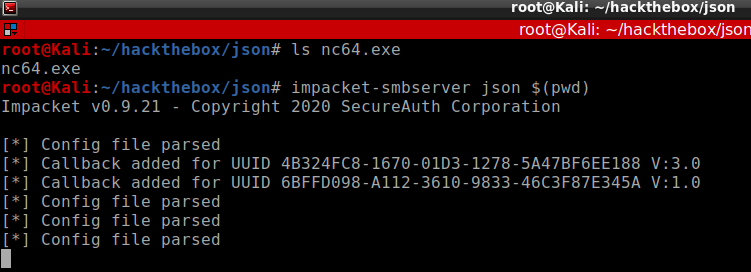 root@Kali: ~/hackthebox/json
root@Kali: ~/hackthebox/json
root@Kali:~/hackthebox/json# ls nc64.exe
nc64.exe
root@Kali:~/hackthebox/json# impacket-smbserver json $(pwd)
Impacket v0.9.21 - Copyright 2020 SecureAuth Corporation
[*] Config file parsed
[*] Callback added for UUID 4B324FC8-1670-01D3-1278-5A47BF6EE188 V:3.0
[*] Callback added for UUID 6BFFD098-A112-3610-9833-46C3F87E345A V:1.0
[*] Config file parsed
[*] Config file parsed
[*] Config file parsed